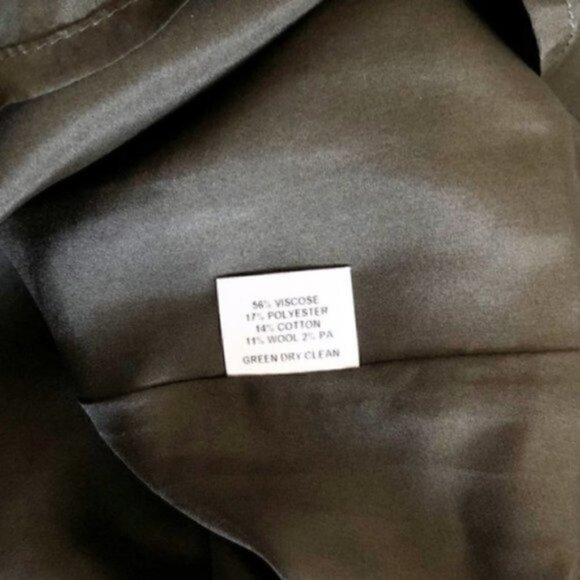 56% VISCOSE
17% POLYESTER
14% COTTON
11% WOOL 2% PA
GREEN DRY CLEAN